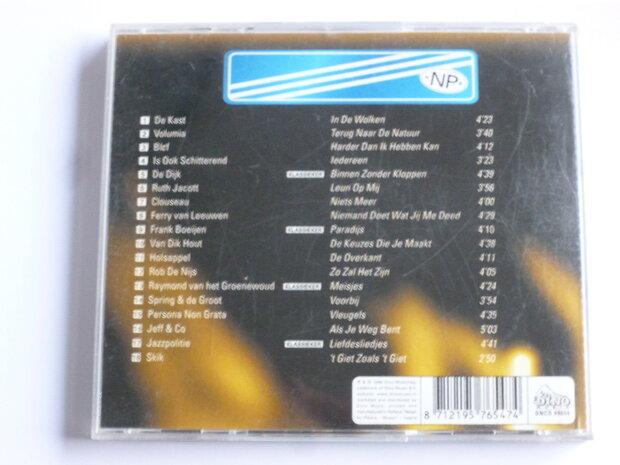 NP
1 De Kast In De Wolken 4'23
2 Volumia Terug Naar De Natuur 3'40
3 Bløf Harder Dan Ik Hebben Kan 4'12
4 Is Ook Schitterend Iedereen 3'23
5 De Dijk KLASSIEKER Binnen Zonder Kloppen 4'39
6 Ruth Jacott Leun Op Mij 3'56
7 Clouseau Niets Meer 4'00
8 Ferry van Leeuwen Niemand Doet Wat Jij Me Deed 4'29
9 Frank Boeijen KLASSIEKER Paradijs 4'10
10 Van Dik Hout De Keuzes Die Je Maakt 4'38
11 Holsappel De Overkant 4'11
12 Rob De Nijs Zo Zal Het Zijn 4'05
13 Raymond van het Groenewoud KLASSIEKER Meisjes 4'24
14 Spring & de Groot Voorbij 3'54
15 Persona Non Grata Vleugels 4'35
16 Jeff & Co Als Je Weg Bent 5'03
17 Jazzpolitie KLASSIEKER Liefdesliedjes 4'41
18 Skik 't Giet Zoals 't Giet 2'50
8 712195 765474
DINO